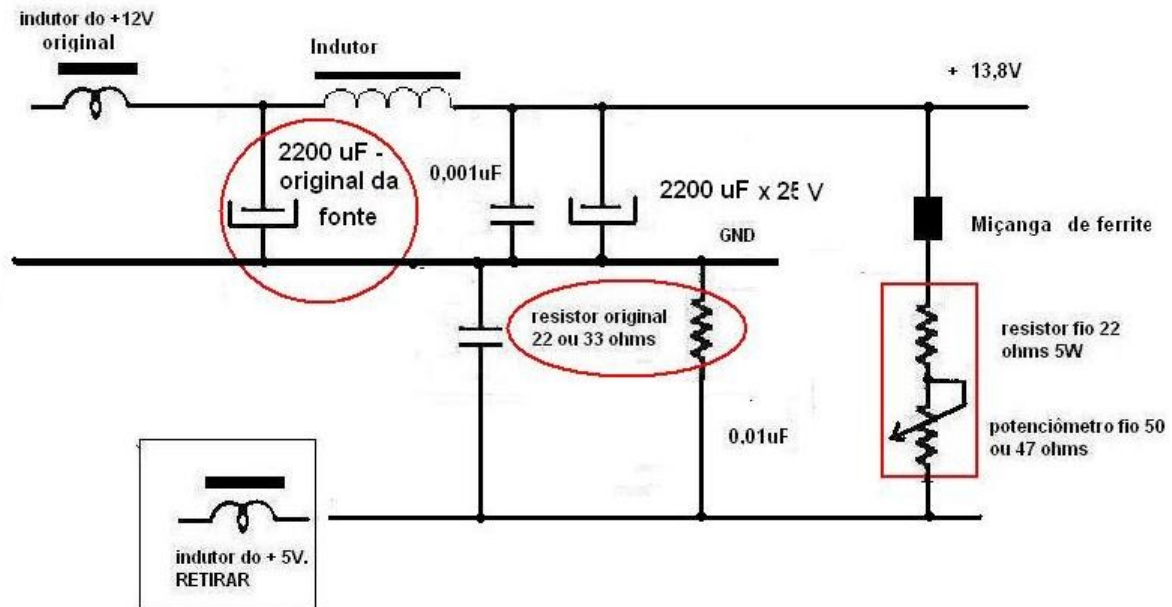 indutor do +12V
original
Indutor
+ 13,8V
2200 uF -
original da
fonte
0,001uF
2200 uF x 25 V
GND
Miçanga de ferrite
resistor original
22 ou 33 ohms
resistor fio 22
ohms 5W
0,01uF
potenciômetro fio 50
ou 47 ohms
indutor do + 5V.
RETIRAR